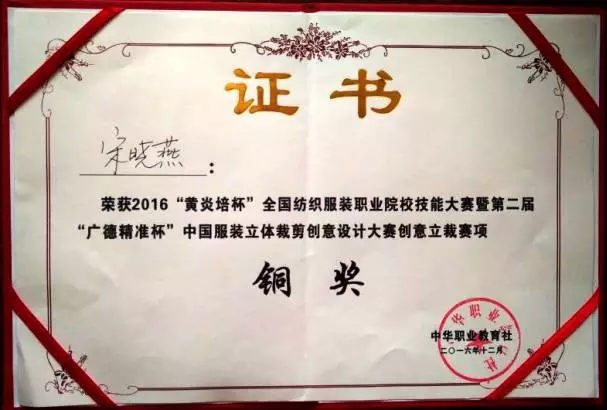 证书
宋晓燕：
荣获2016“黄炎培杯”全国纺织服装职业院校技能大赛暨第二届
“广德精准杯”中国服装立体裁剪创意设计大赛创意立裁赛项
铜奖
中华职业教育社
二〇一六年十二月